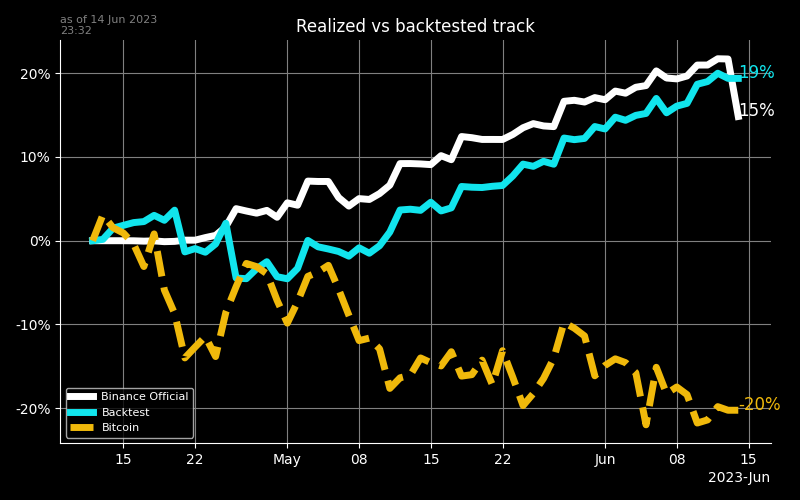 as of 14 Jun 2023
23:32
Realized vs backtested track
20%
10%
0%
-10%
-20%
19%
15%
-20%
Binance Official
Backtest
Bitcoin
15
22
May
08
15
22
Jun
08
15
2023-Jun